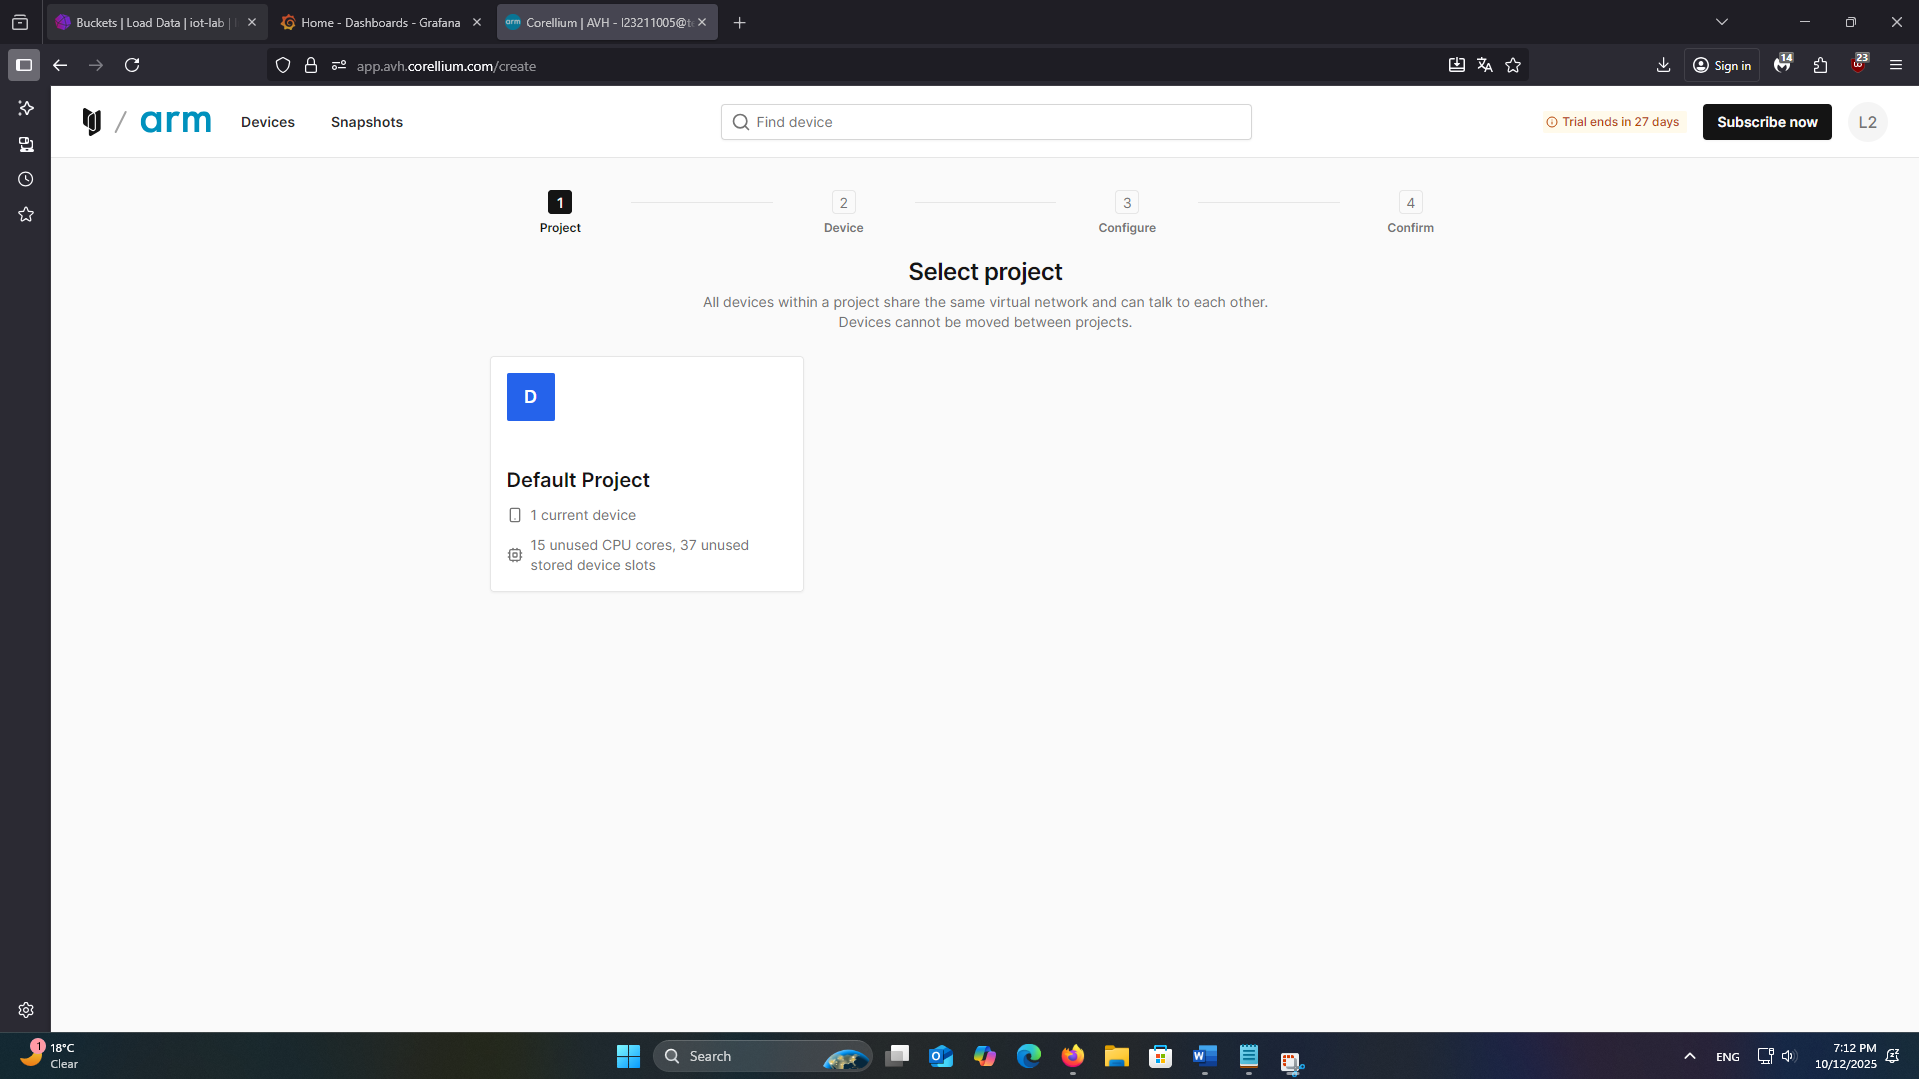 Buckets | Load Data | iot-lab |
Home - Dashboards - Grafana
Corellium | AVH - l23211005@t
app.avh.corellium.com/create
Sign in
14
23
arm
Devices
Snapshots
Find device
Trial ends in 27 days
Subscribe now
L2
1
2
3
4
Project
Device
Configure
Confirm
Select project
All devices within a project share the same virtual network and can talk to each other.
Devices cannot be moved between projects.
D
Default Project
1 current device
15 unused CPU cores, 37 unused
stored device slots
1
18°C
Clear
Search
ENG
7:12 PM
10/12/2025